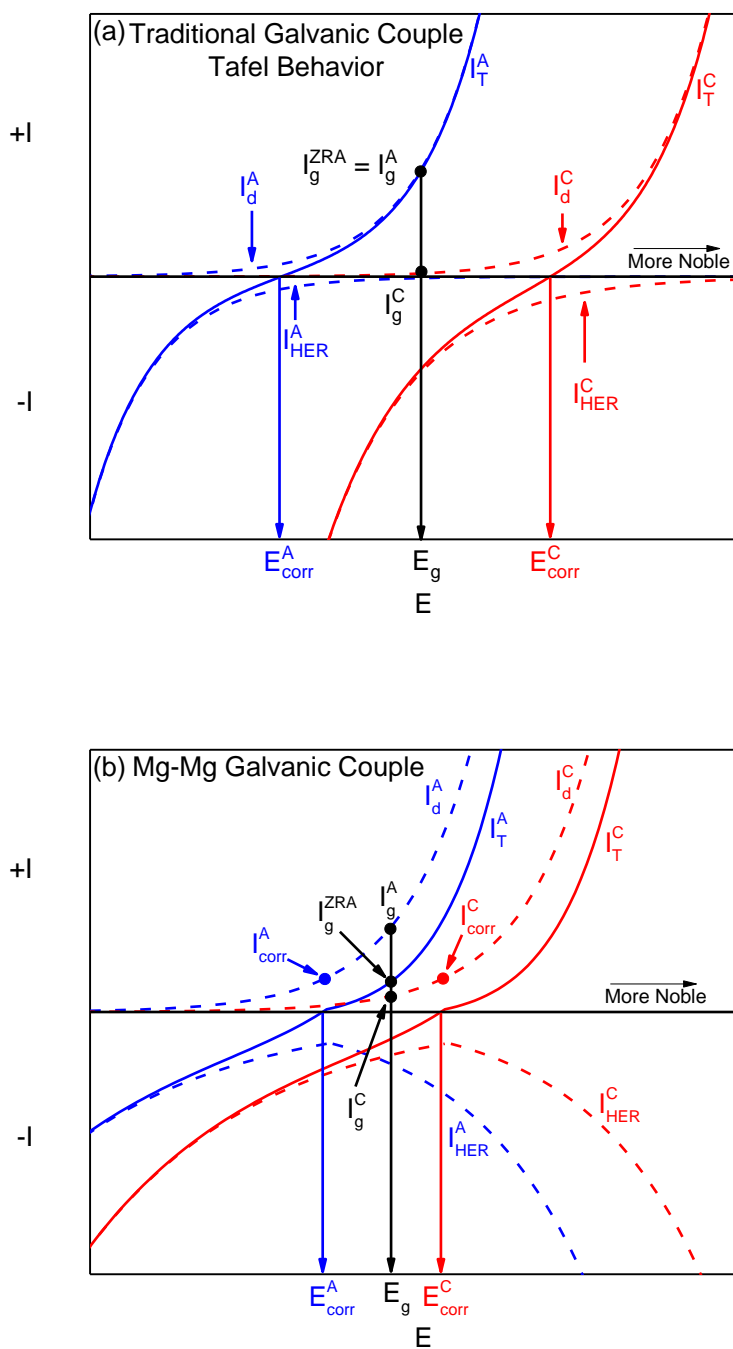 (a) Traditional Galvanic Couple
Tafel Behavior
I_T^A
I_T^C
+I
I_g^ZRA = I_g^A
I_d^A
I_d^C
More Noble
I_g^C
I_HER^A
I_HER^C
-I
E_corr^A
E_g
E_corr^C
E
(b) Mg-Mg Galvanic Couple
I_d^A
I_d^C
I_T^A
I_T^C
+I
I_g^A
I_g^ZRA
I_corr^C
I_corr^A
More Noble
I_g^C
I_HER^A
I_HER^C
-I
E_corr^A
E_g
E_corr^C
E